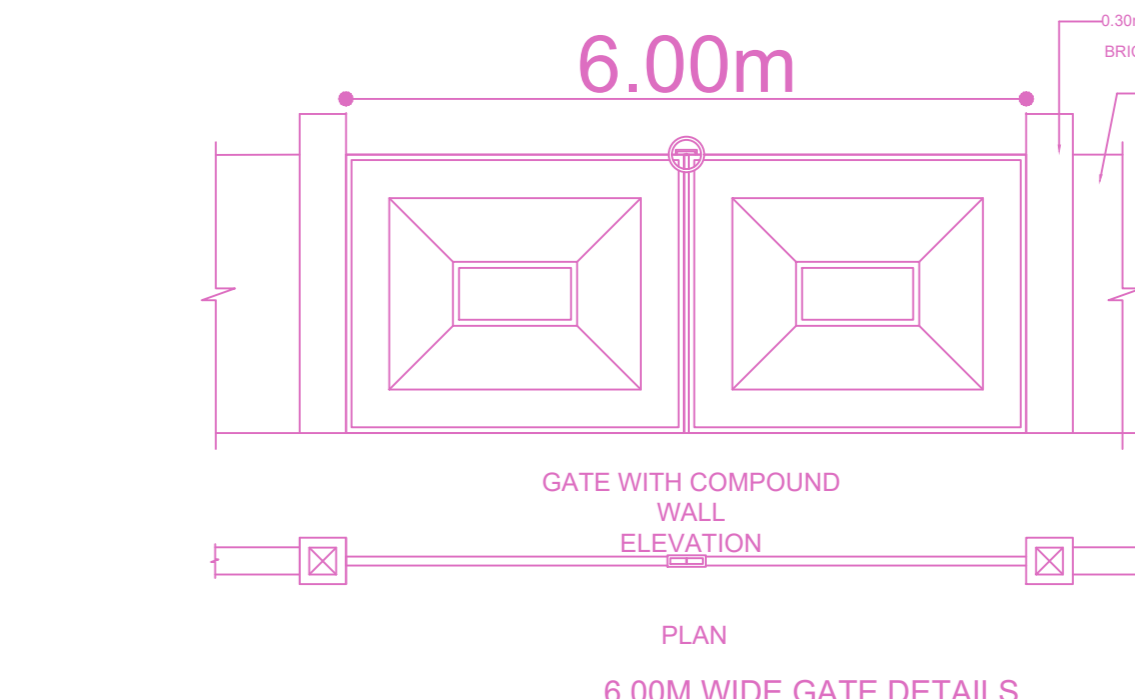 6.00m
GATE WITH COMPOUND
WALL
ELEVATION
PLAN
6.00M WIDE GATE DETAILS